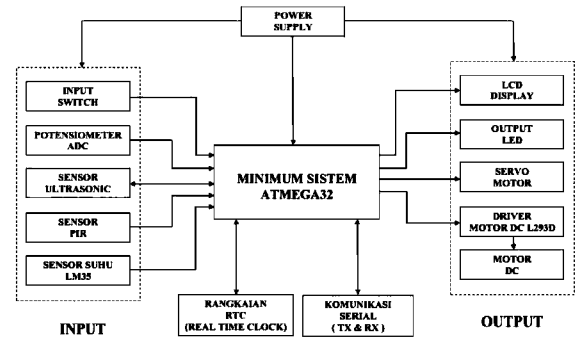 POWER
SUPPLY
INPUT
SWITCH
POTENSIOMETER
ADC
SENSOR
ULTRASONIC
SENSOR
PIR
SENSOR SUHU
LM35
INPUT
MINIMUM SISTEM
ATMEGA32
RANGKAIAN
RTC
(REAL TIME CLOCK)
KOMUNIKASI
SERIAL
( TX & RX )
LCD
DISPLAY
OUTPUT
LED
SERVO
MOTOR
DRIVER
MOTOR DC L293D
MOTOR
DC
OUTPUT